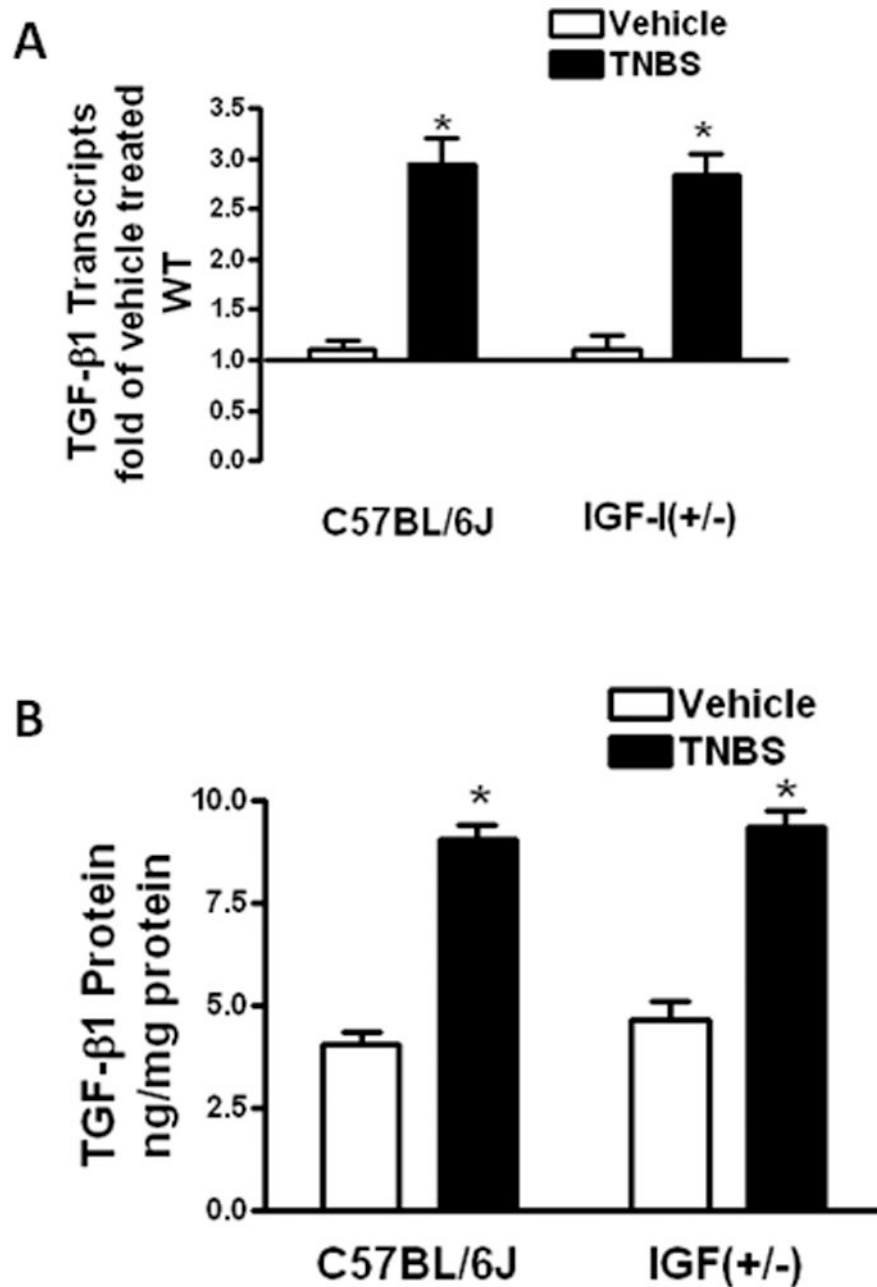 A
Vehicle
TNBS
TGF-β1 Transcripts
fold of vehicle treated
WT
3.5
3.0
2.5
2.0
1.5
1.0
0.5
0.0
*
*
C57BL/6J
IGF-I(+/-)
B
Vehicle
TNBS
TGF-β1 Protein
ng/mg protein
10.0
7.5
5.0
2.5
0.0
*
*
C57BL/6J
IGF(+/-)